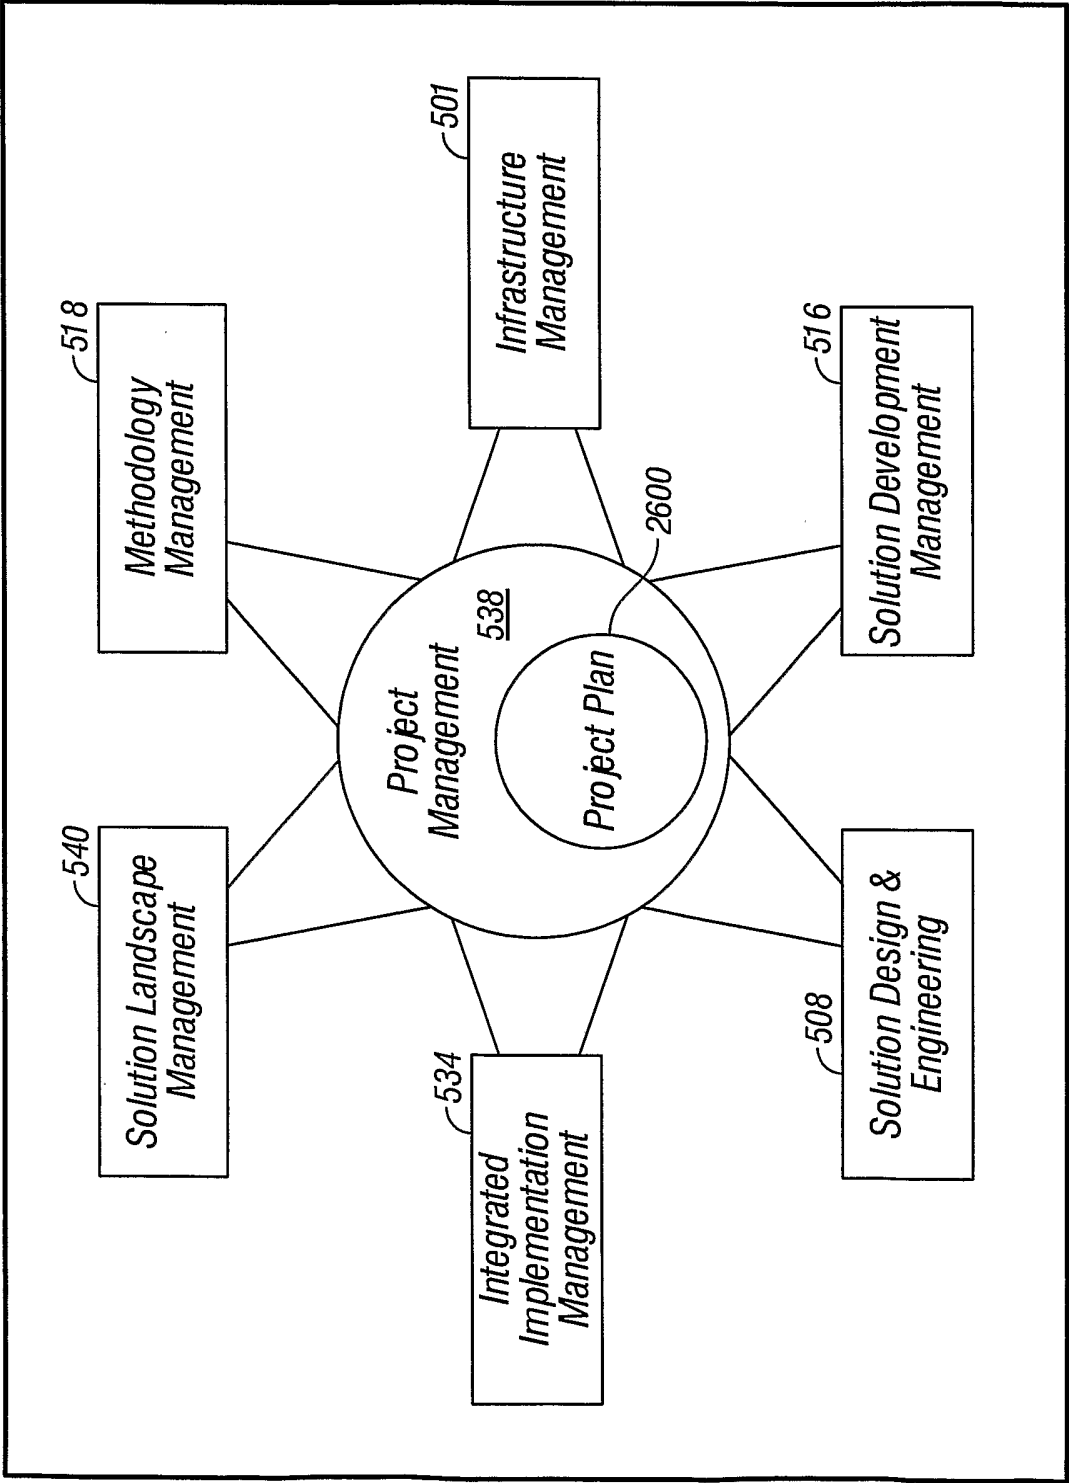 540
Solution Landscape
Management
518
Methodology
Management
534
Integrated
Implementation
Management
Project
Management
538
Project Plan
2600
501
Infrastructure
Management
508
Solution Design &
Engineering
516
Solution Development
Management